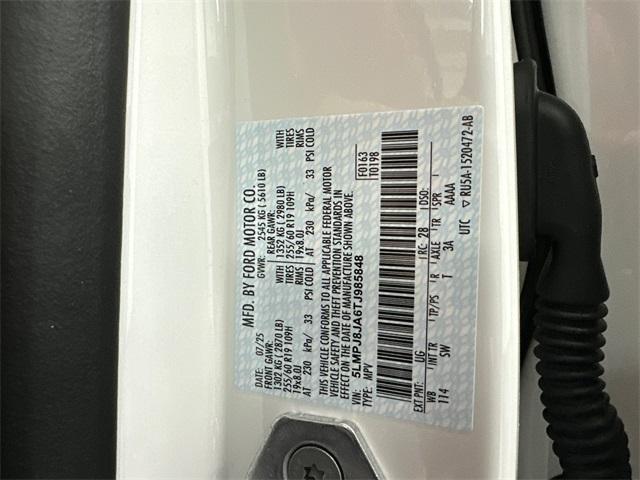 MFD. BY FORD MOTOR CO.
DATE: 07/25 GVWR: 2545 KG ( 5610 LB)
FRONT GAWR: REAR GAWR:
1302 KG ( 2870 LB) 1352 KG ( 2980 LB) WITH
255/60 R19 109H 255/60 R19 109H TIRES
19x8.0J 19x8.0J RIMS
AT 230 kPa/ 33 PSI COLD AT 230 kPa/ 33 PSI COLD
WITH
TIRES
RIMS
THIS VEHICLE CONFORMS TO ALL APPLICABLE FEDERAL MOTOR
VEHICLE SAFETY AND THEFT PREVENTION STANDARDS IN
EFFECT ON THE DATE OF MANUFACTURE SHOWN ABOVE.
VIN: 5LMPJ8JA6TJ985848
TYPE: MPV
F0163
T0198
EXT PNT: UG RC: 28 DSO:
WB INT TR TP/PS R AXLE TR SPR
114 SW T 3A AAAA
UTC RU5A-1520472-AB